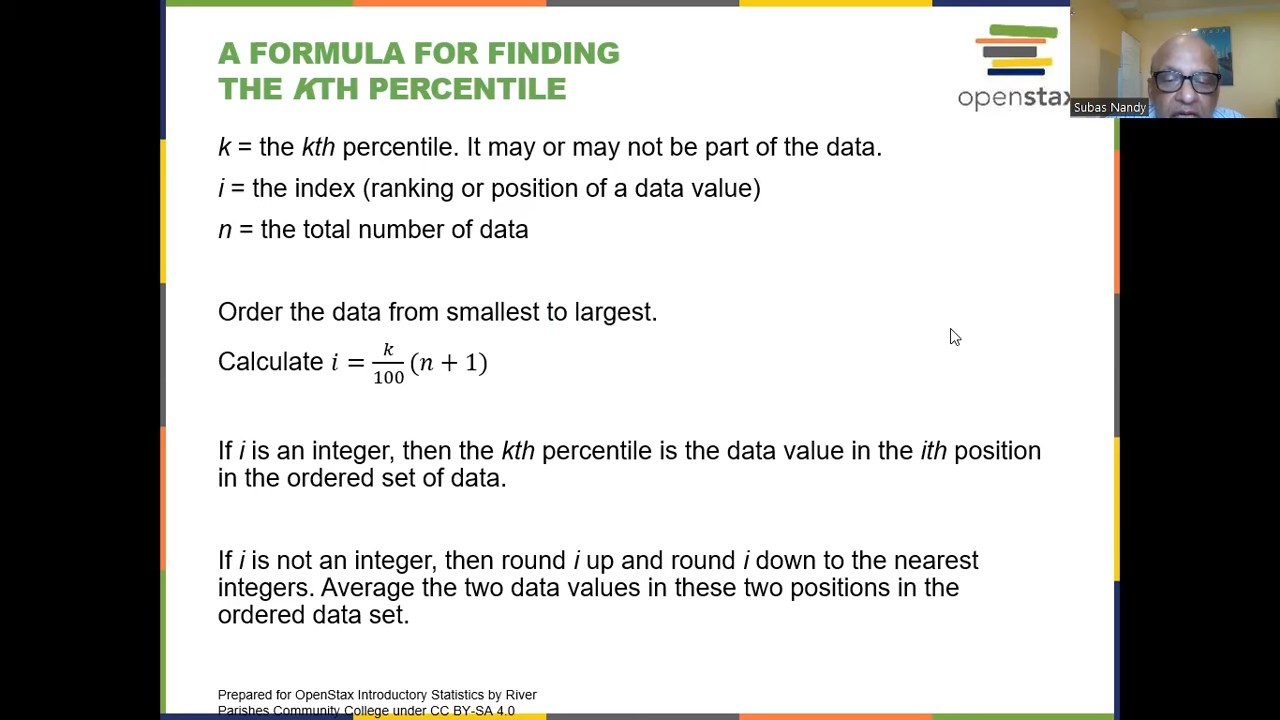 A FORMULA FOR FINDING
THE KTH PERCENTILE
openstax
Subas Nandy
k = the kth percentile. It may or may not be part of the data.
i = the index (ranking or position of a data value)
n = the total number of data
Order the data from smallest to largest.
Calculate i = k/100 (n + 1)
If i is an integer, then the kth percentile is the data value in the ith position
in the ordered set of data.
If i is not an integer, then round i up and round i down to the nearest
integers. Average the two data values in these two positions in the
ordered data set.
Prepared for OpenStax Introductory Statistics by River
Parishes Community College under CC BY-SA 4.0